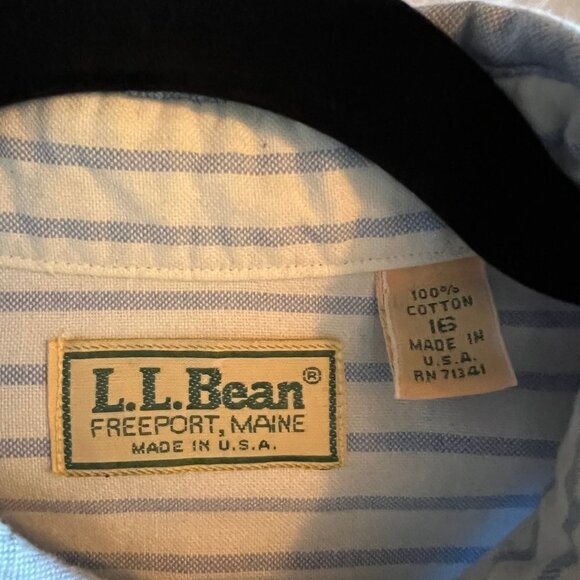 L.L.Bean®
FREEPORT, MAINE
MADE IN U.S.A.
100%
COTTON
16
MADE IN
U.S.A.
RN 71341